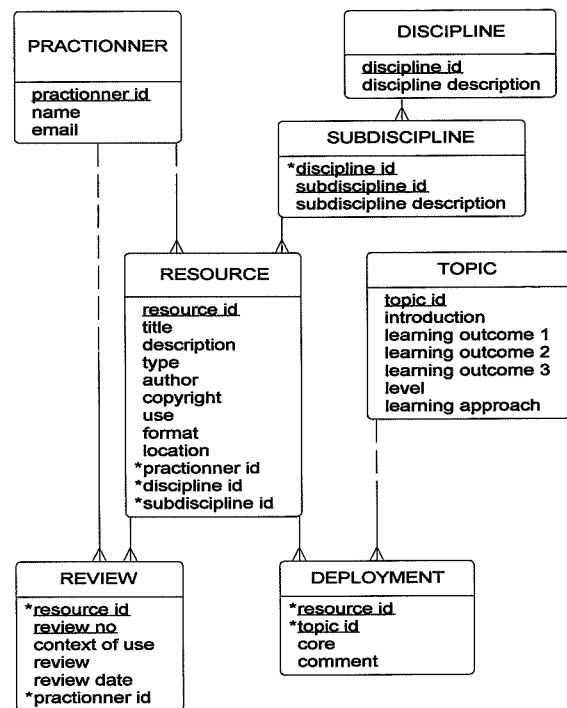 PRACTIONNER
practionner id
name
email
DISCIPLINE
discipline id
discipline description
SUBDISCIPLINE
*discipline id
subdiscipline id
subdiscipline description
RESOURCE
resource id
title
description
type
author
copyright
use
format
location
*practionner id
*discipline id
*subdiscipline id
TOPIC
topic id
introduction
learning outcome 1
learning outcome 2
learning outcome 3
level
learning approach
REVIEW
*resource id
review no
context of use
review
review date
*practionner id
DEPLOYMENT
*resource id
*topic id
core
comment